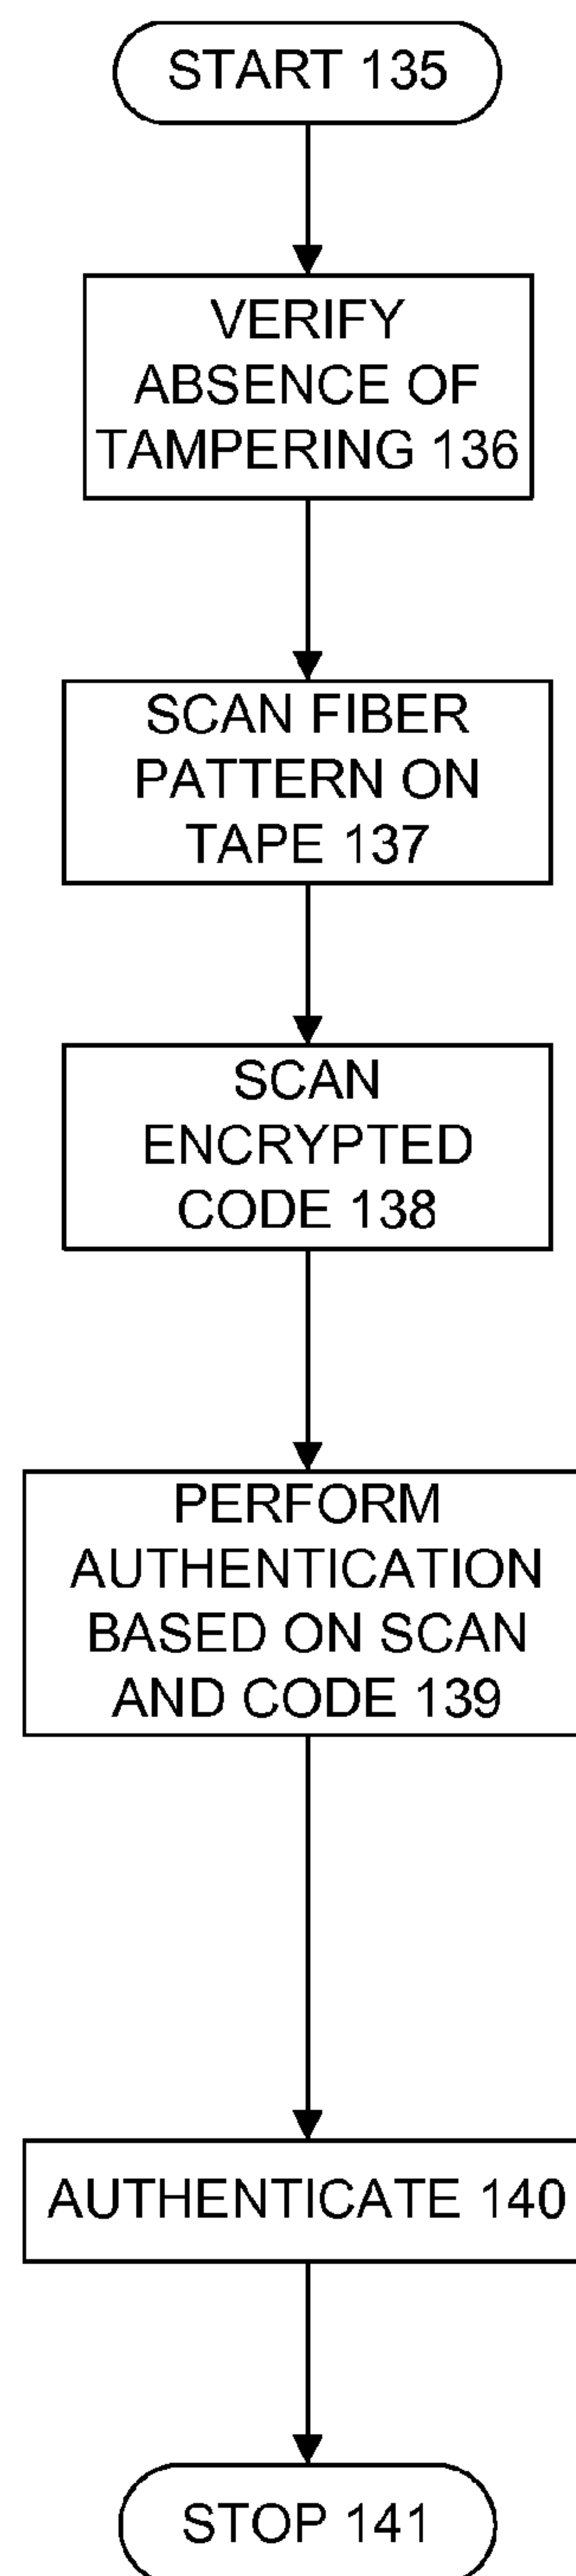 START 135
VERIFY
ABSENCE OF
TAMPERING 136
SCAN FIBER
PATTERN ON
TAPE 137
SCAN
ENCRYPTED
CODE 138
PERFORM
AUTHENTICATION
BASED ON SCAN
AND CODE 139
AUTHENTICATE 140
STOP 141